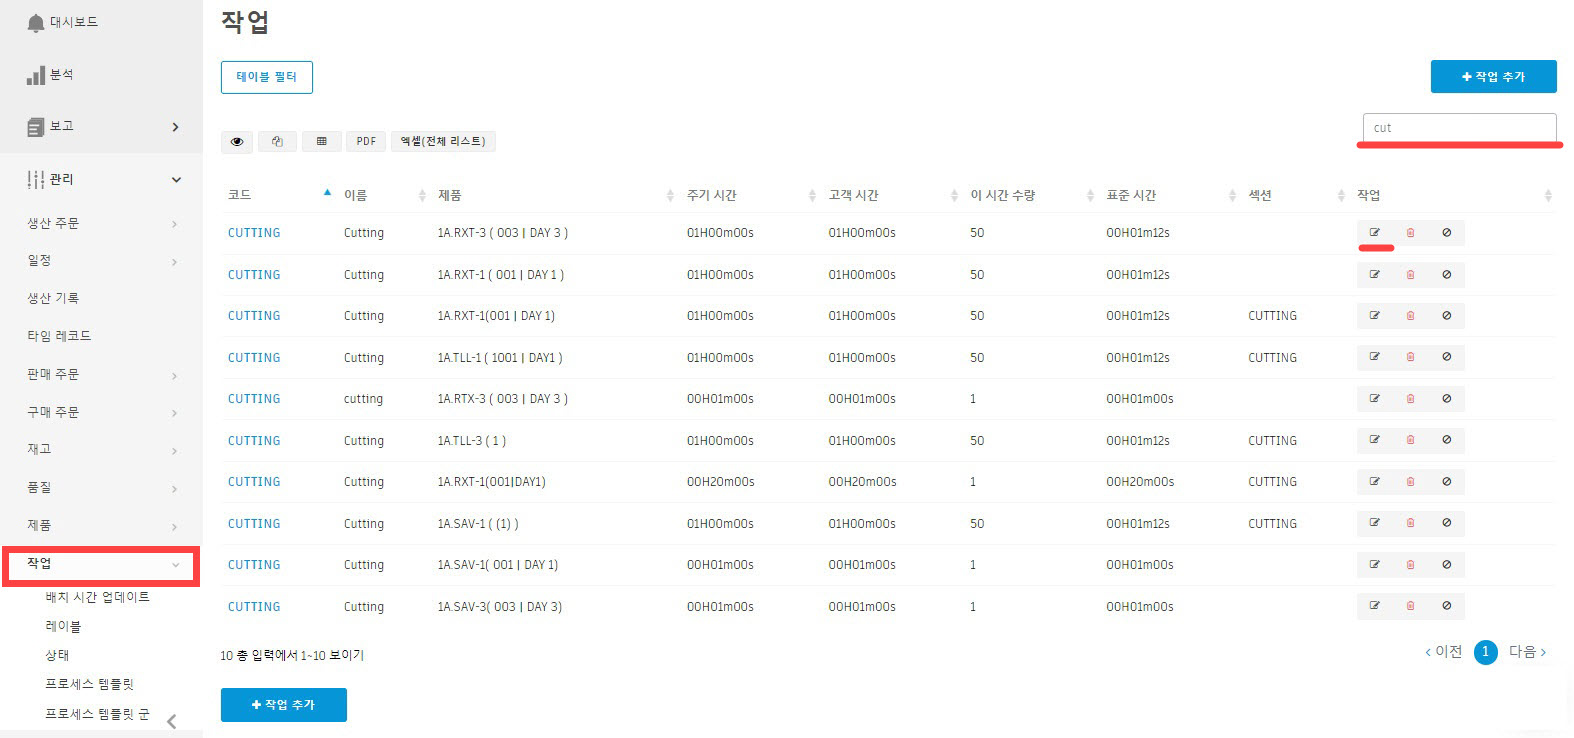 대시보드
분석
보고
관리
생산 주문
일정
생산 기록
타임 레코드
판매 주문
구매 주문
재고
품질
제품
작업
배치 시간 업데이트
레이블
상태
프로세스 템플릿
프로세스 템플릿 군
작업
테이블 필터
+ 작업 추가
cut
PDF 엑셀(전체 리스트)
코드 이름 제품 주기 시간 고객 시간 이 시간 수량 표준 시간 섹션 작업
CUTTING Cutting 1A.RXT-3 ( 003 | DAY 3 ) 01H00m00s 01H00m00s 50 00H01m12s
CUTTING Cutting 1A.RXT-1 ( 001 | DAY 1 ) 01H00m00s 01H00m00s 50 00H01m12s
CUTTING Cutting 1A.RXT-1(001 | DAY 1) 01H00m00s 01H00m00s 50 00H01m12s CUTTING
CUTTING Cutting 1A.TLL-1 ( 1001 | DAY1 ) 01H00m00s 01H00m00s 50 00H01m12s CUTTING
CUTTING cutting 1A.RTX-3 ( 003 | DAY 3 ) 00H01m00s 00H01m00s 1 00H01m00s
CUTTING Cutting 1A.TLL-3 ( 1 ) 01H00m00s 01H00m00s 50 00H01m12s CUTTING
CUTTING Cutting 1A.RXT-1(001|DAY1) 00H20m00s 00H20m00s 1 00H20m00s CUTTING
CUTTING Cutting 1A.SAV-1 ( (1) ) 01H00m00s 01H00m00s 50 00H01m12s CUTTING
CUTTING Cutting 1A.SAV-1( 001 | DAY 1) 00H01m00s 00H01m00s 1 00H01m00s
CUTTING Cutting 1A.SAV-3( 003 | DAY 3) 00H01m00s 00H01m00s 1 00H01m00s
10 총 입력에서 1~10 보이기
< 이전 1 다음 >
+ 작업 추가